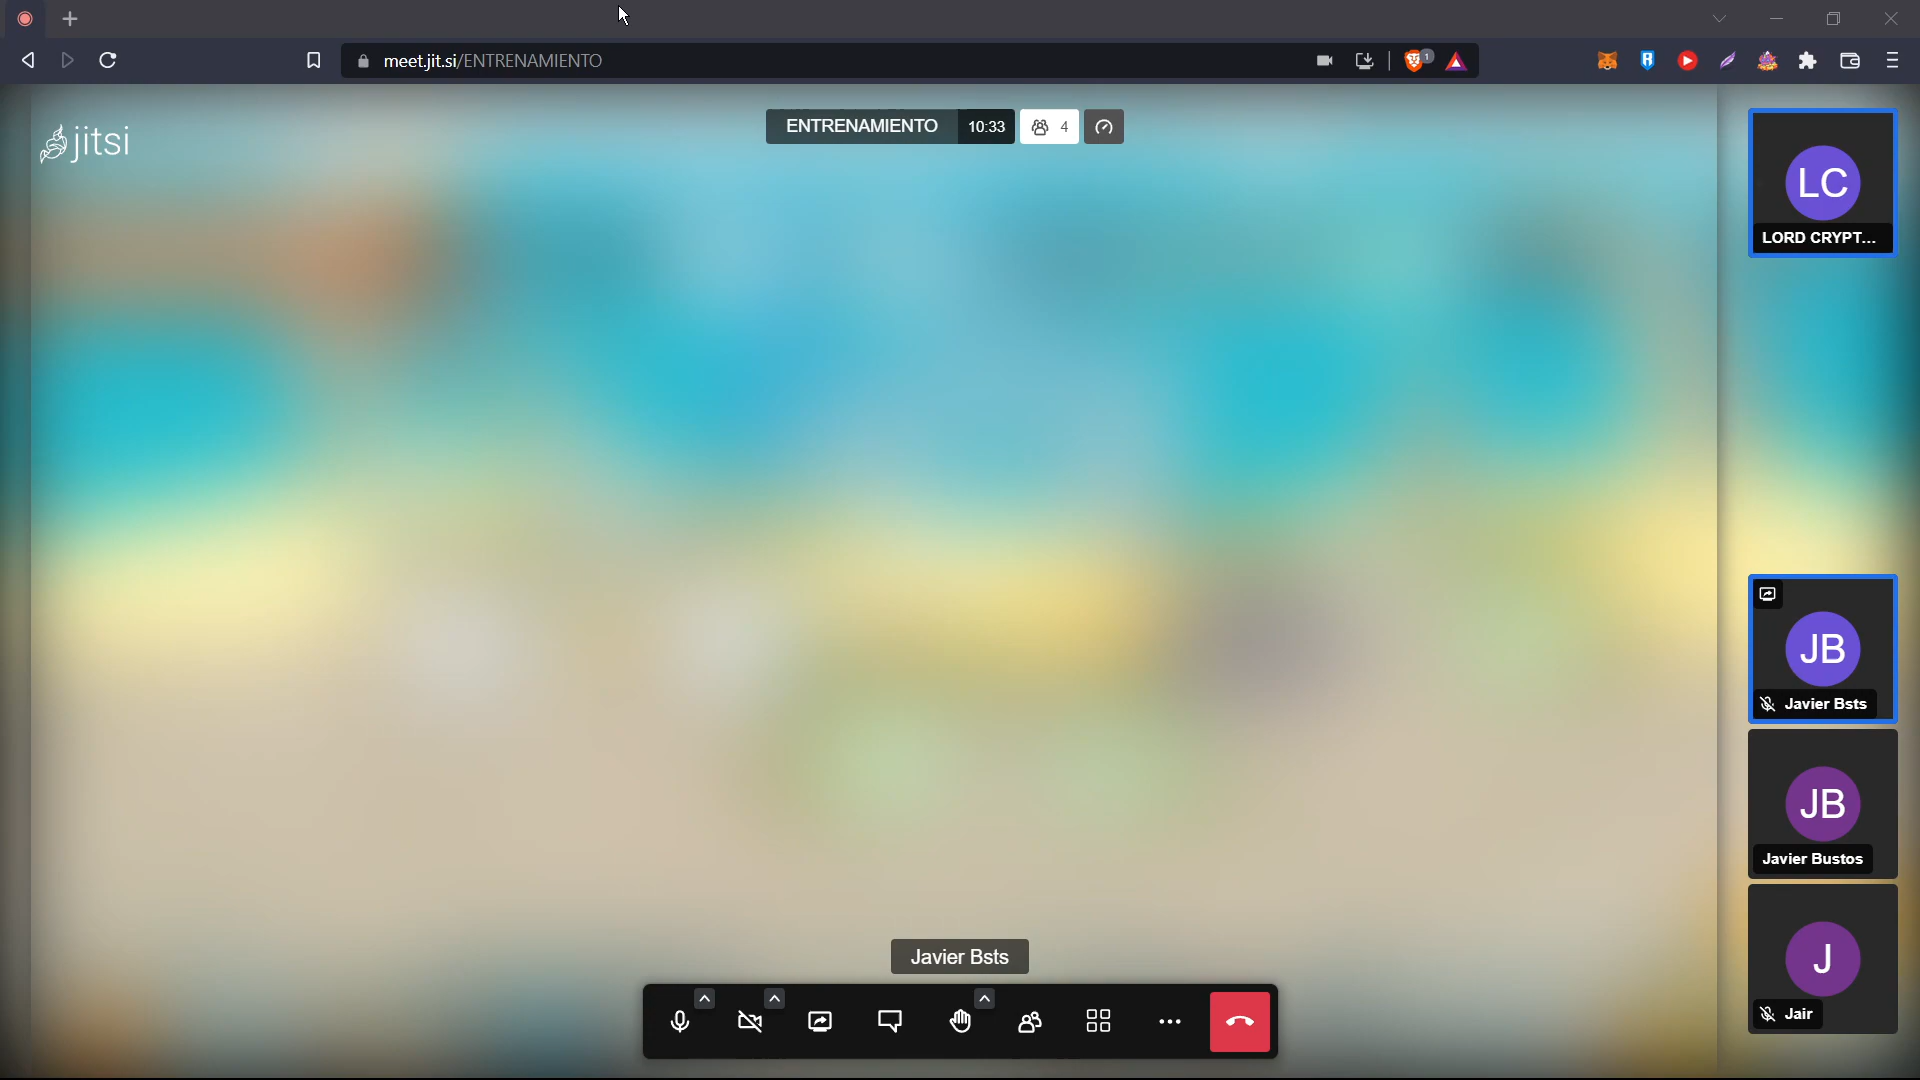 meet.jit.si/ENTRENAMIENTO
1
jitsi
ENTRENAMIENTO 10:33 4
LC
LORD CRYPT...
JB
Javier Bsts
JB
Javier Bustos
J
Jair
Javier Bsts